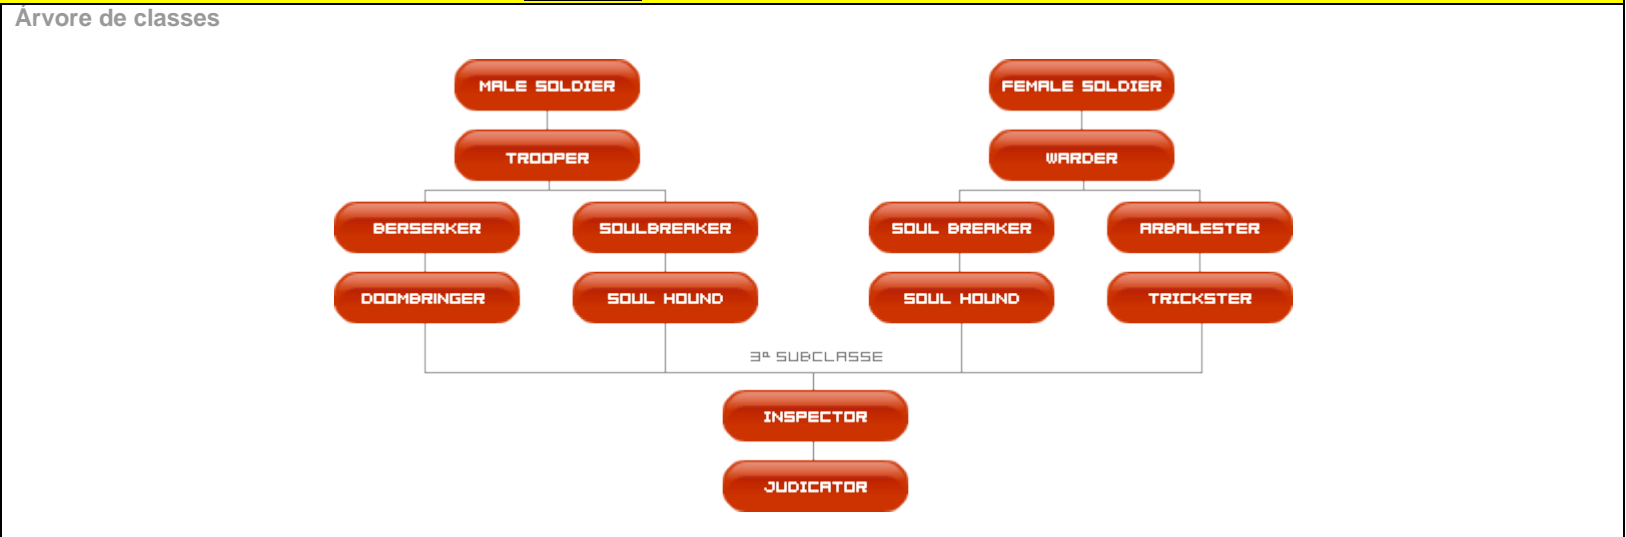 Árvore de classes
MALE SOLDIER FEMALE SOLDIER
TROOPER WARDER
BERSERKER SOULBREAKER SOUL BREAKER ARBALESTER
DOOMBRINGER SOUL HOUND SOUL HOUND TRICKSTER
3ª SUBCLASSE
INSPECTOR
JUDICATOR